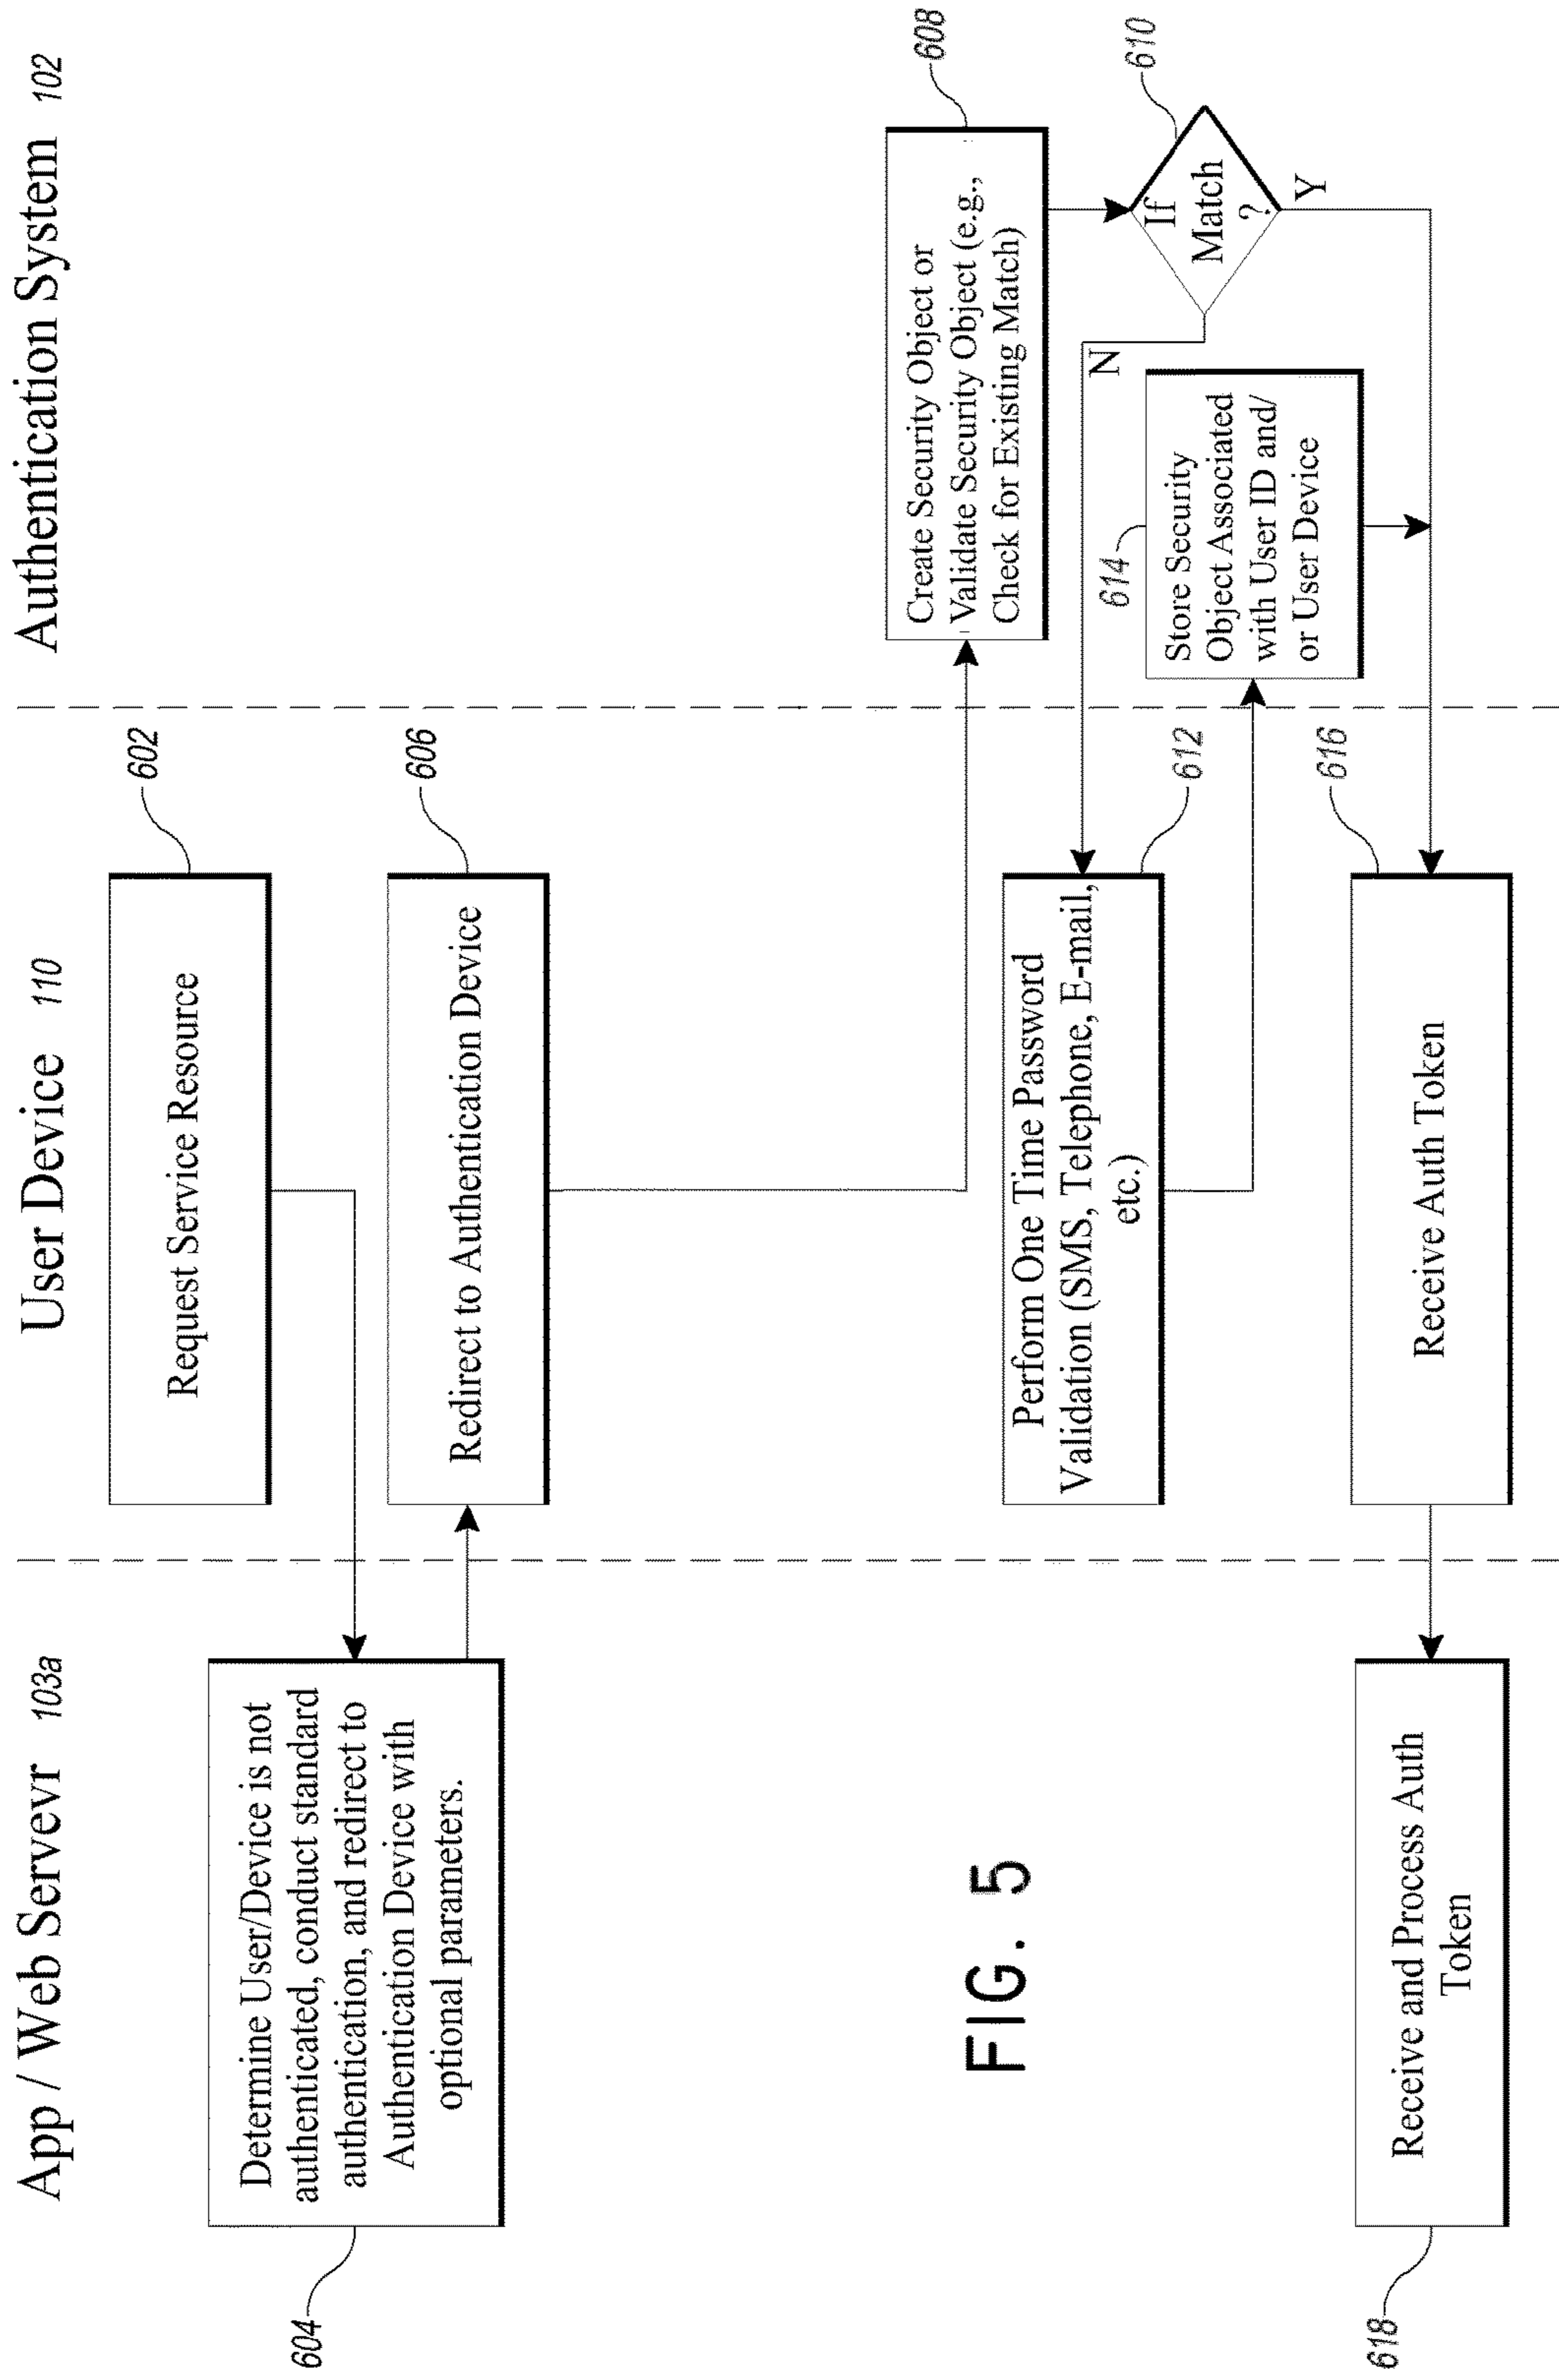 App / Web Servevr 103a
User Device 110
Authentication System 102
Request Service Resource
602
Determine User/Device is not
authenticated, conduct standard
authentication, and redirect to
Authentication Device with
optional parameters.
604
Redirect to Authentication Device
606
Create Security Object or
Validate Security Object (e.g.,
Check for Existing Match)
608
If
Match
?
610
N
Y
Perform One Time Password
Validation (SMS, Telephone, E-mail,
etc.)
612
Store Security
Object Associated
with User ID and/
or User Device
614
Receive Auth Token
616
Receive and Process Auth
Token
618
FIG. 5